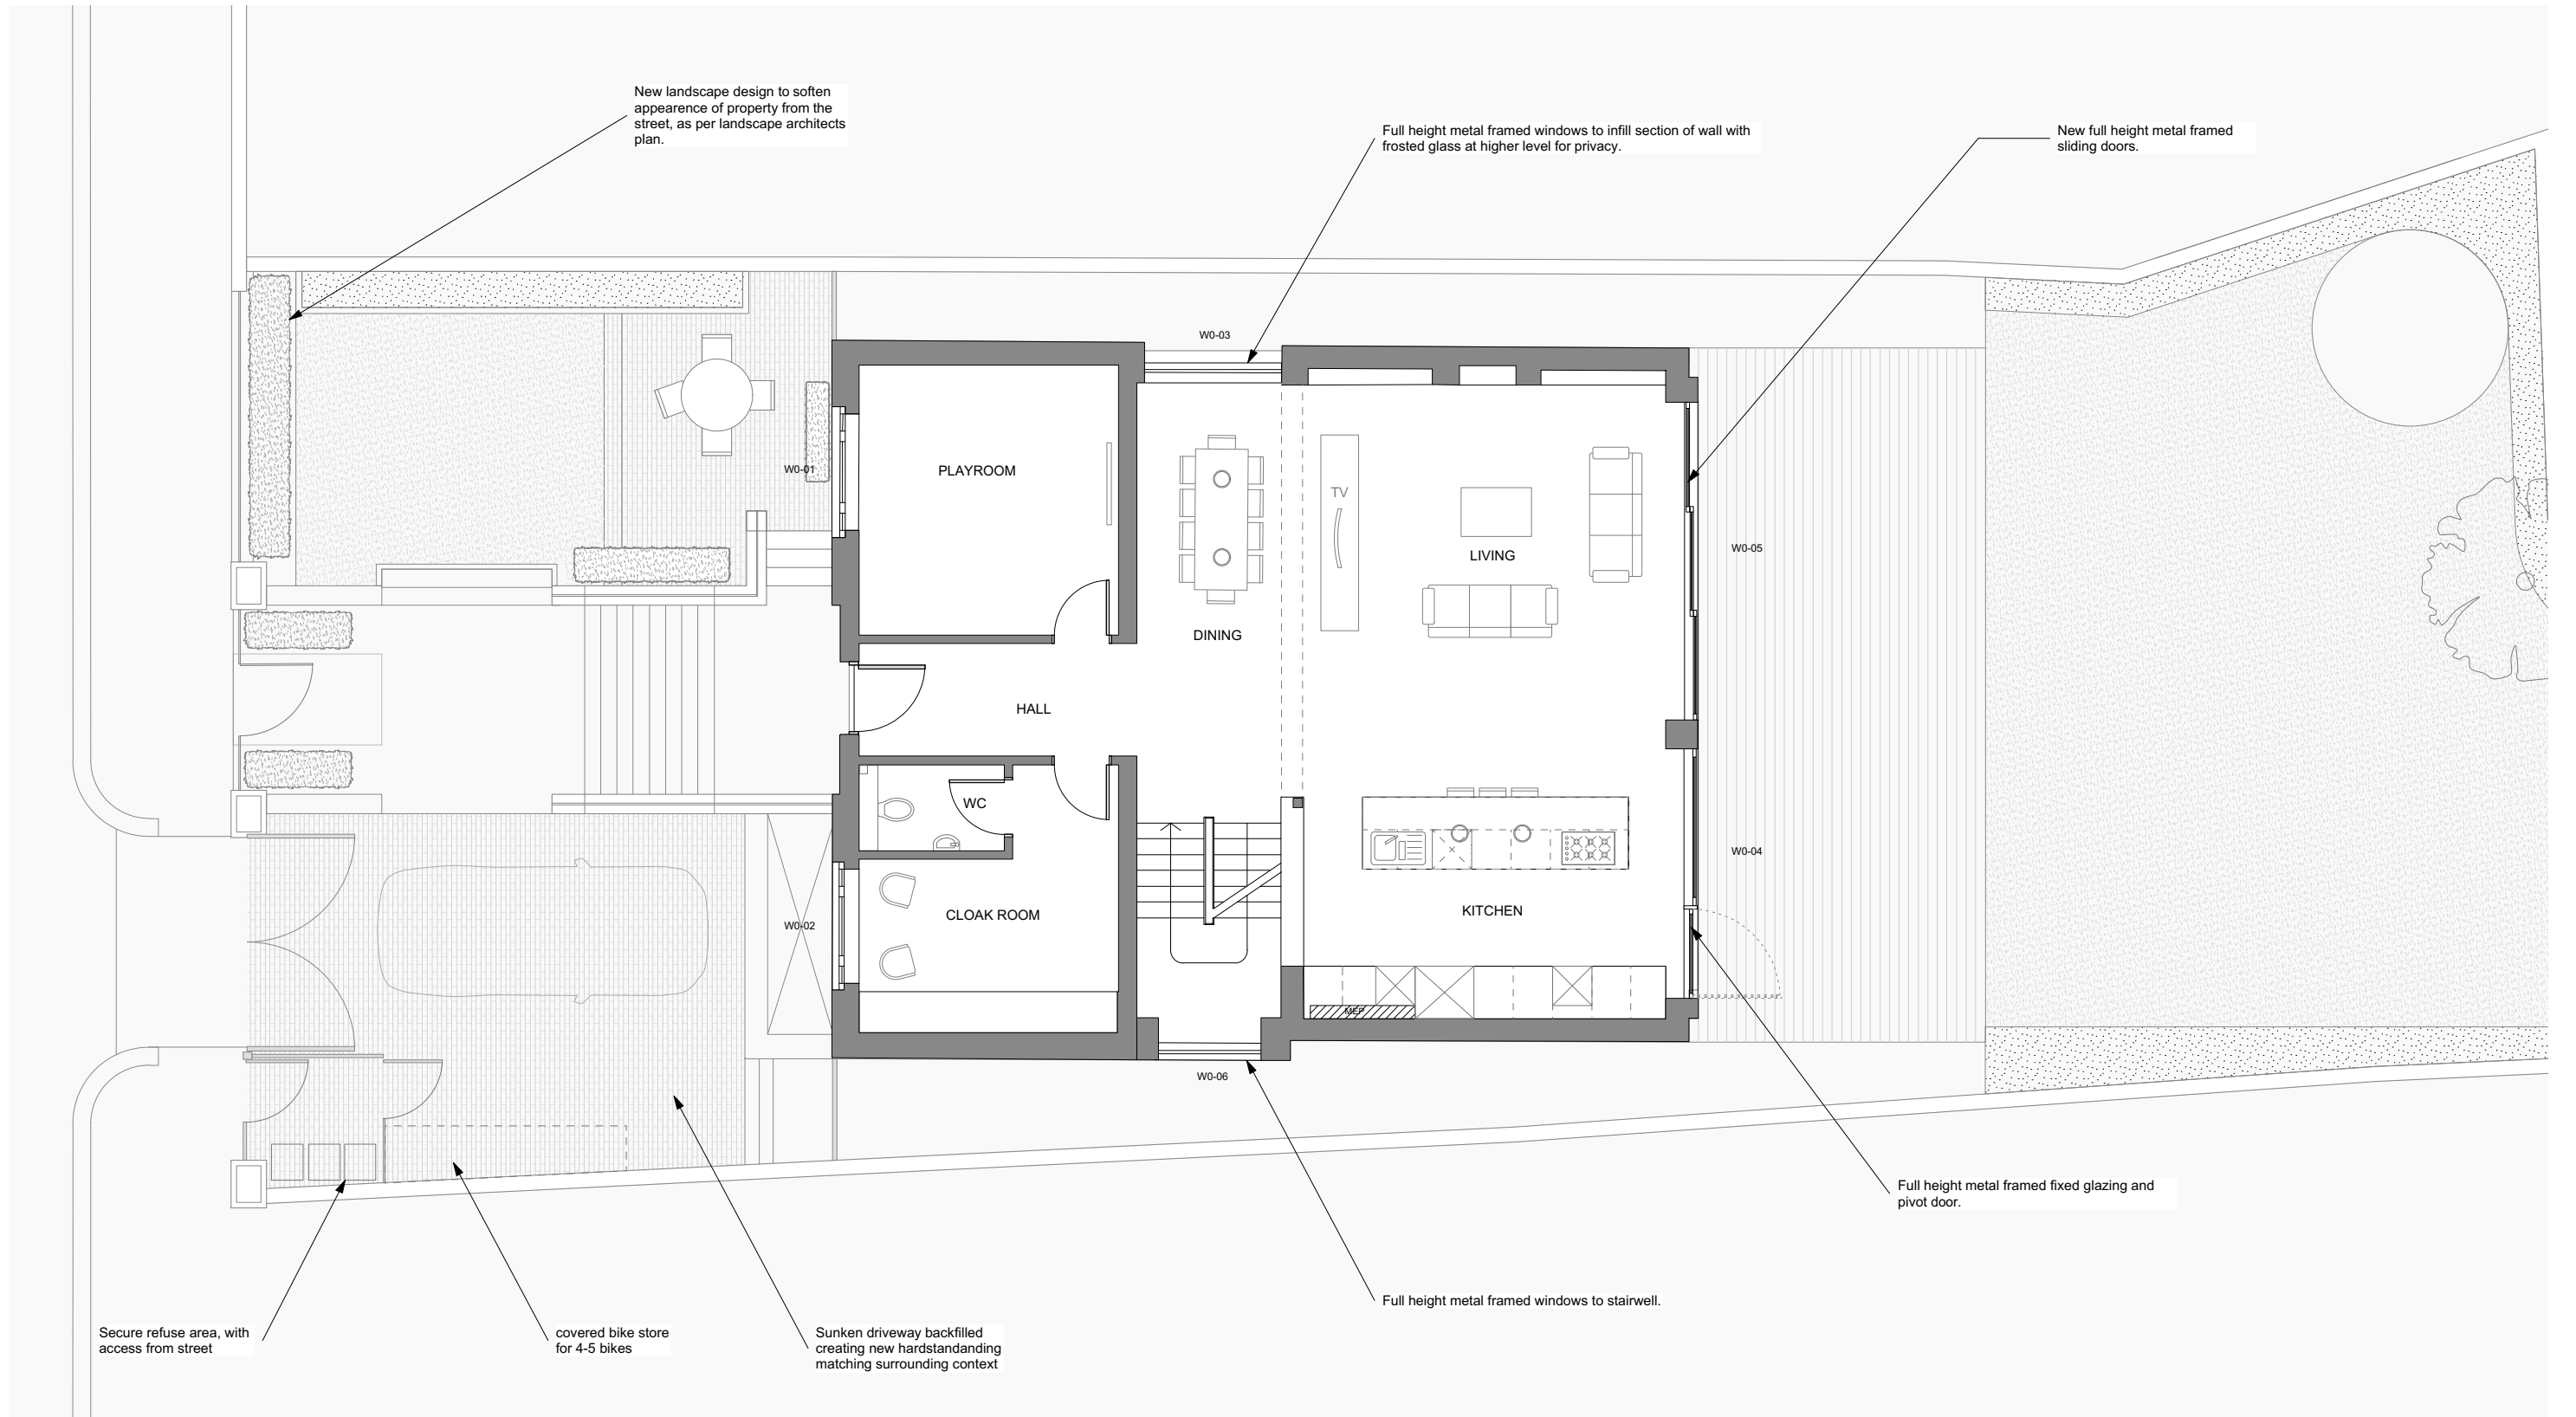 New landscape design to soften
appearence of property from the
street, as per landscape architects
plan.
Full height metal framed windows to infill section of wall with
frosted glass at higher level for privacy.
New full height metal framed
sliding doors.
W0-03
W0-01
PLAYROOM
TV
LIVING
W0-05
DINING
HALL
WC
W0-04
CLOAK ROOM
KITCHEN
W0-02
MEP
W0-06
Full height metal framed fixed glazing and
pivot door.
Full height metal framed windows to stairwell.
Secure refuse area, with
access from street
covered bike store
for 4-5 bikes
Sunken driveway backfilled
creating new hardstandanding
matching surrounding context